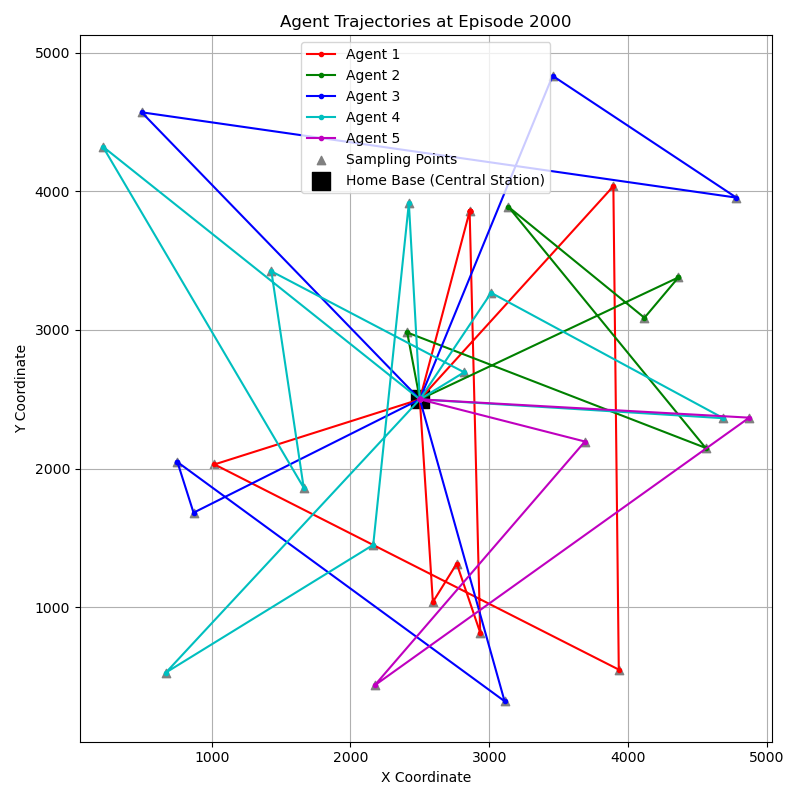 Agent Trajectories at Episode 2000
Agent 1
Agent 2
Agent 3
Agent 4
Agent 5
Sampling Points
Home Base (Central Station)
Y Coordinate
5000
4000
3000
2000
1000
1000 2000 3000 4000 5000
X Coordinate